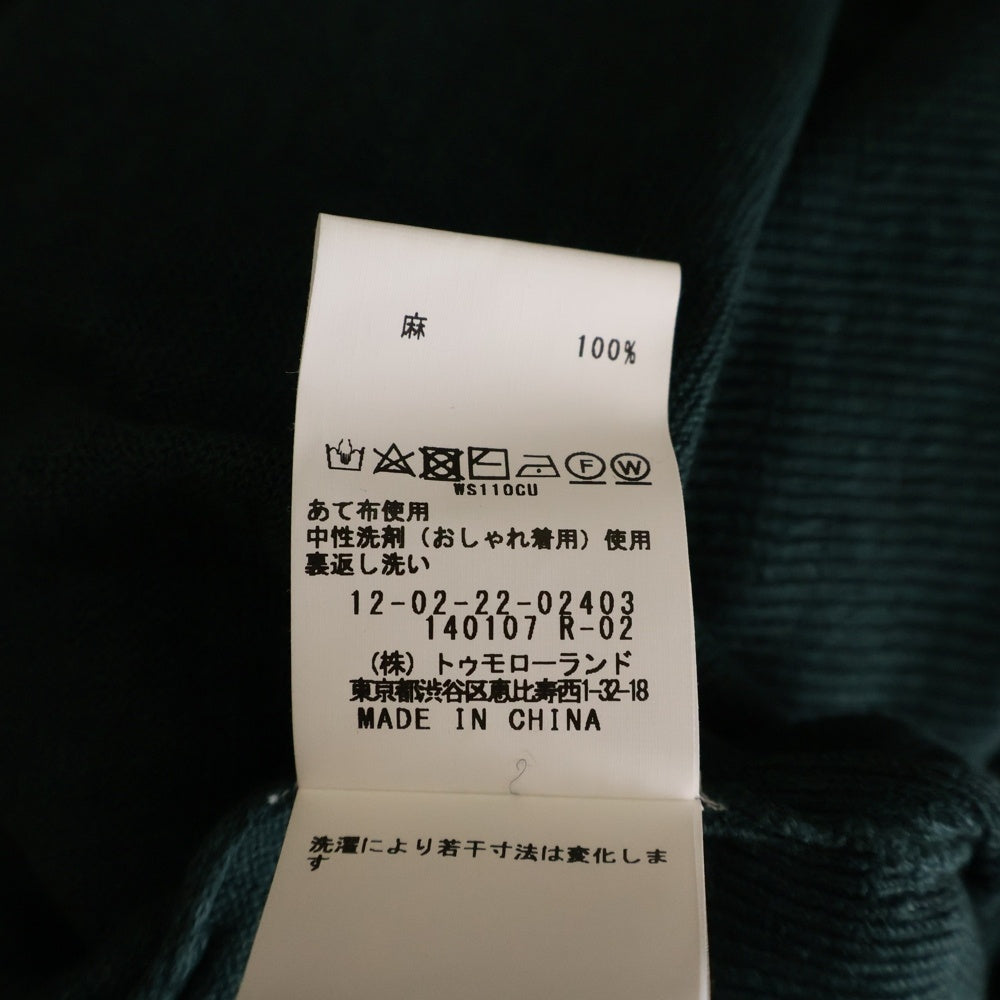 麻 100%
F W
WS110CU
あて布使用
中性洗剤（おしゃれ着用）使用
裏返し洗い
12-02-22-02403
140107 R-02
（株）トゥモローランド
東京都渋谷区恵比寿西1-32-18
MADE IN CHINA
洗濯により若干寸法は変化しま
す